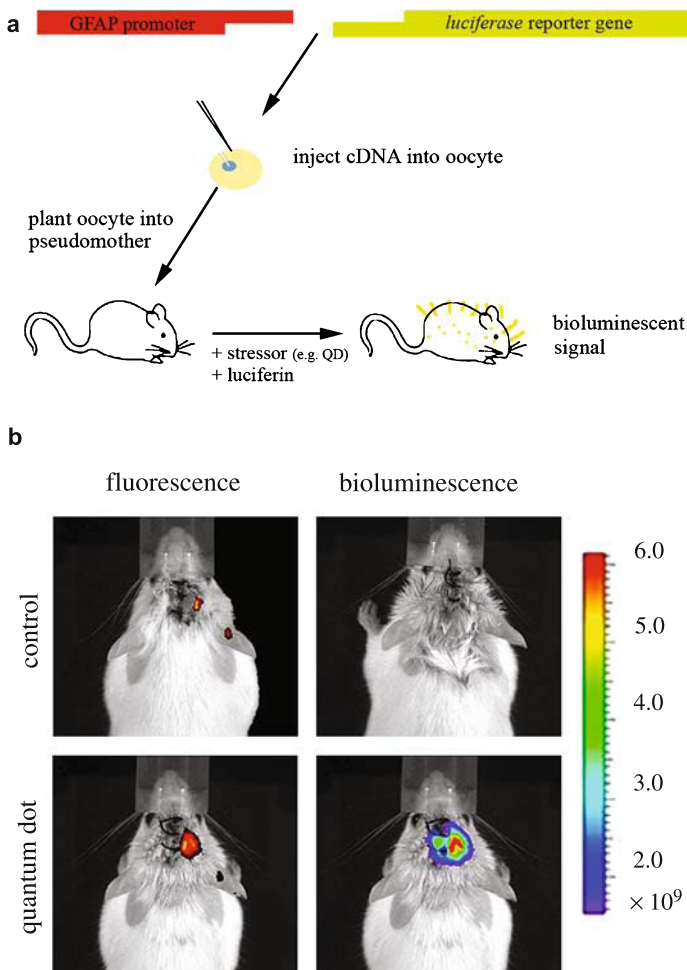 a
GFAP promoter
luciferase reporter gene
inject cDNA into oocyte
plant oocyte into
pseudomother
+ stressor (e.g. QD)
+ luciferin
bioluminescent
signal
b
fluorescence
bioluminescence
control
quantum dot
6.0
5.0
4.0
3.0
2.0
× 10⁹